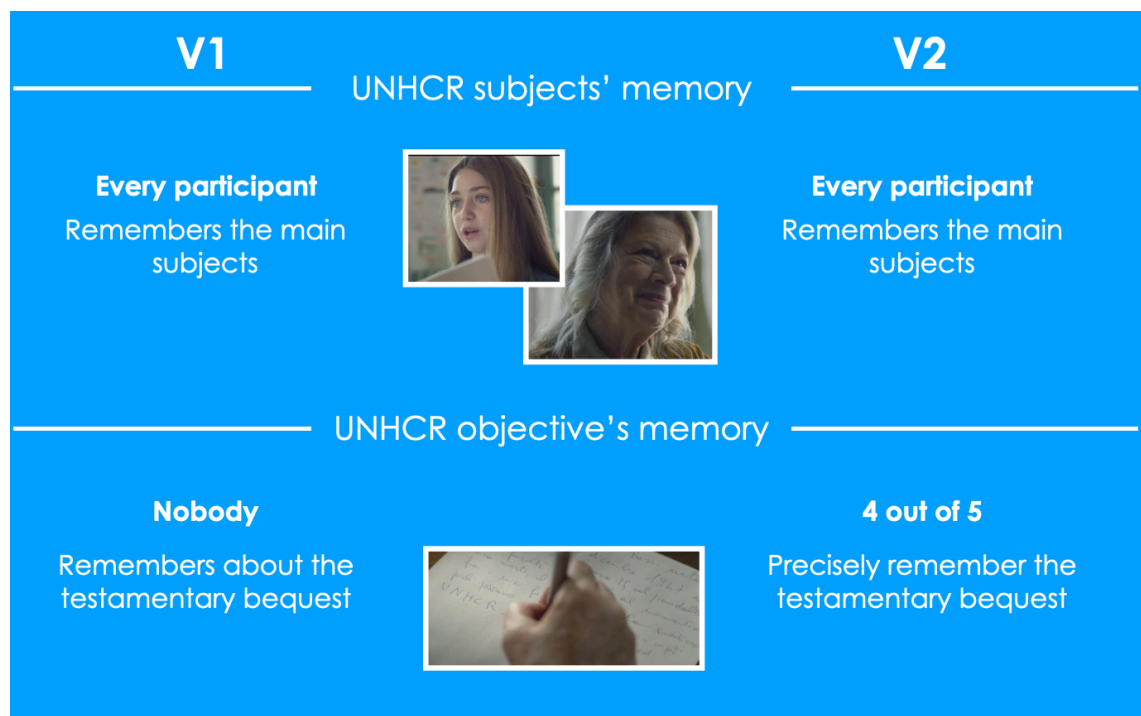 V1
V2
UNHCR subjects’ memory
Every participant
Remembers the main
subjects
Every participant
Remembers the main
subjects
UNHCR objective’s memory
Nobody
Remembers about the
testamentary bequest
UNHCR
4 out of 5
Precisely remember the
testamentary bequest